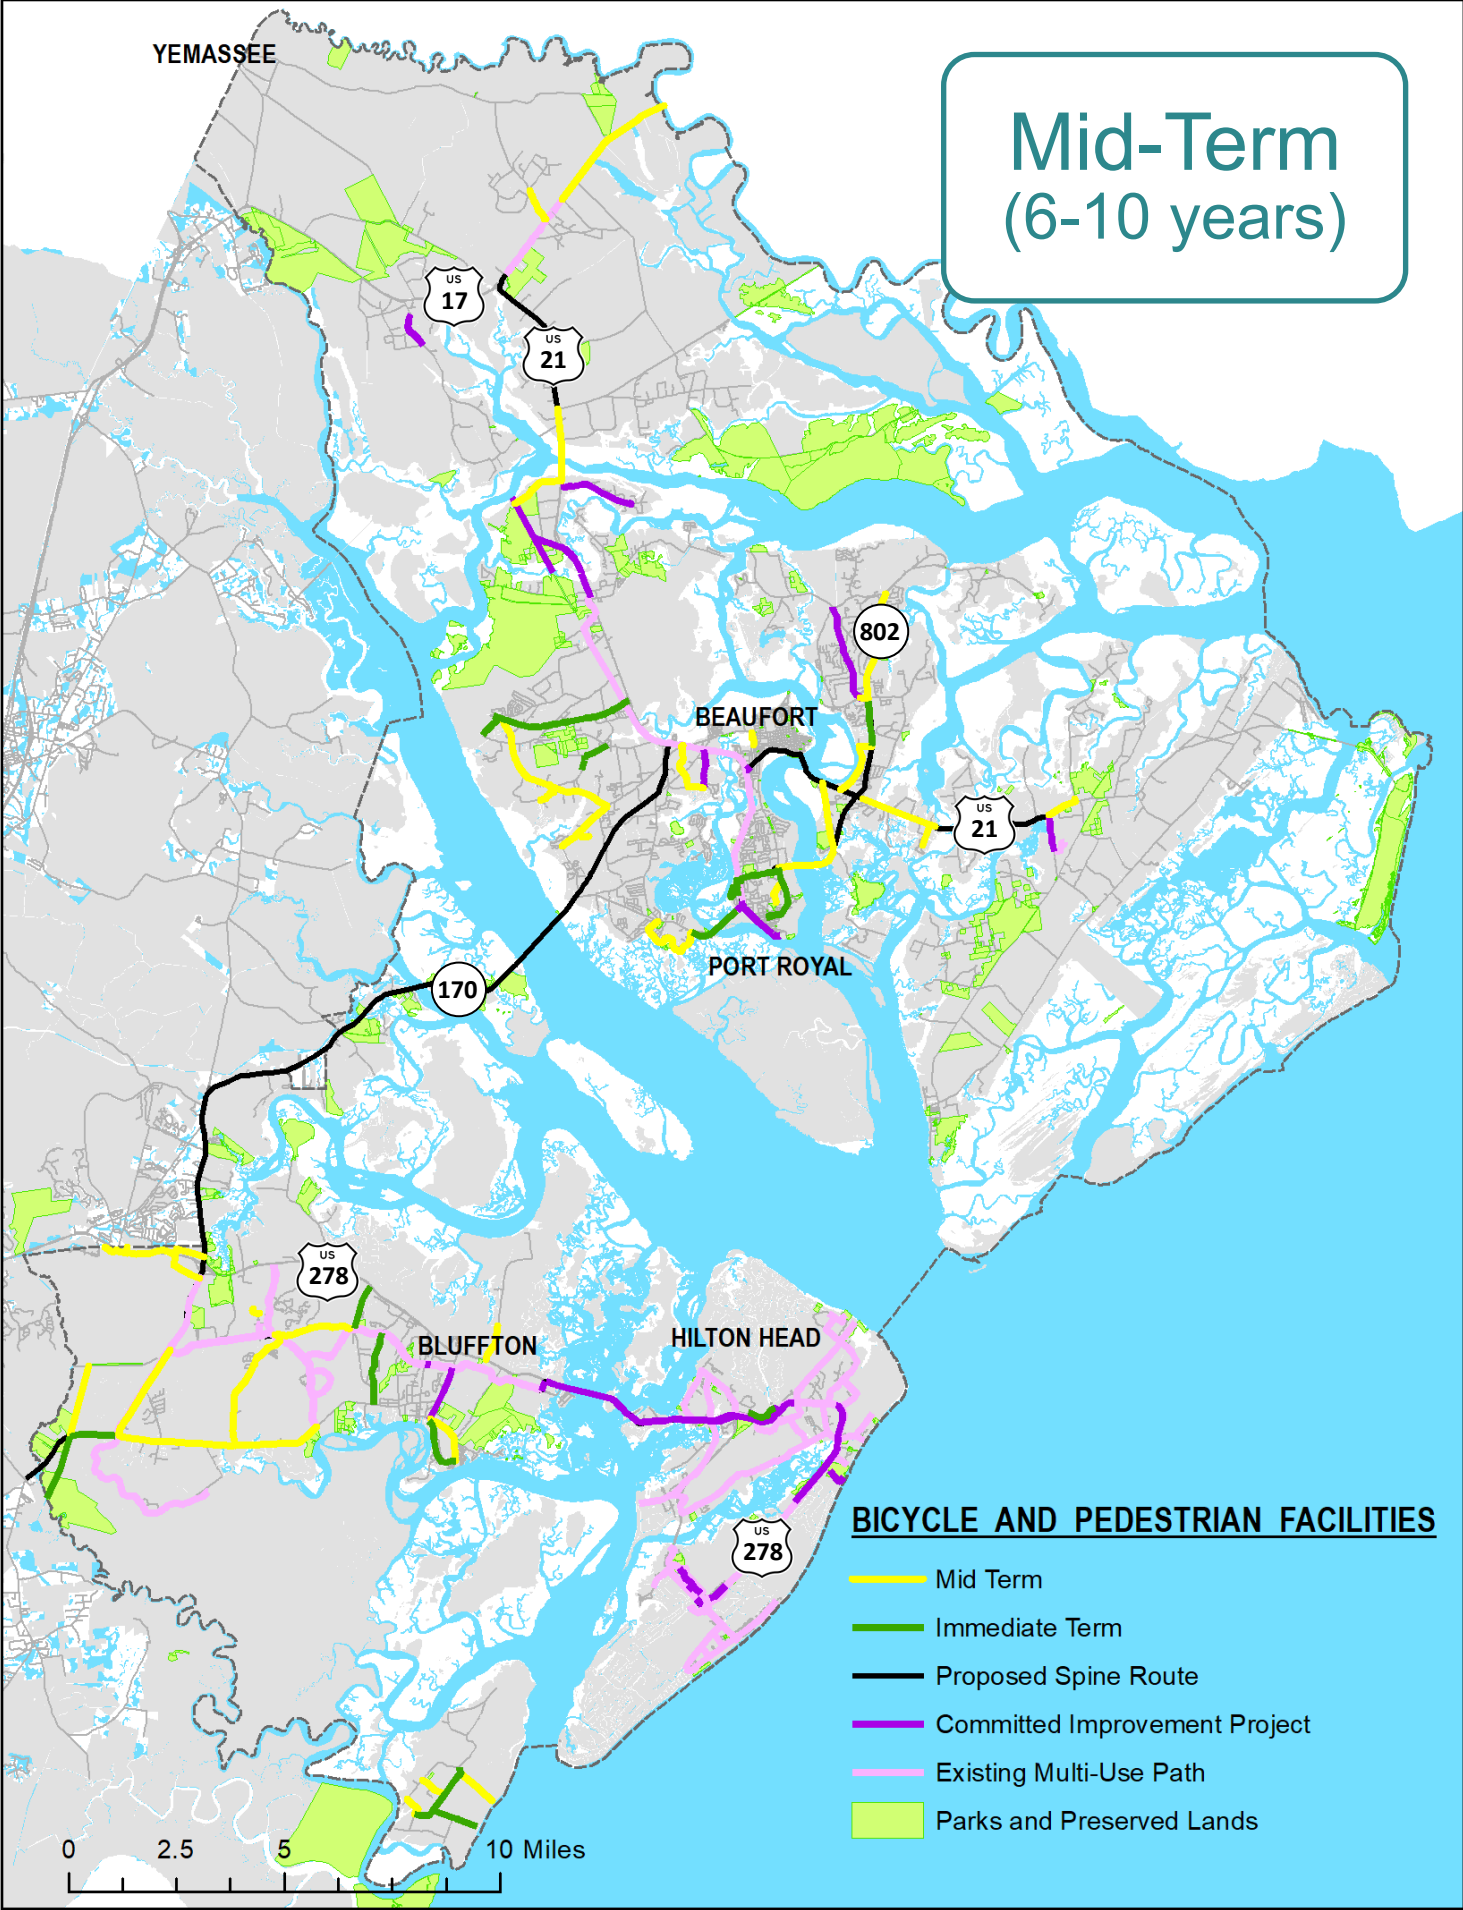 YEMASSEE
Mid-Term
(6-10 years)
US
17
US
21
802
BEAUFORT
US
21
PORT ROYAL
170
US
278
BLUFFTON
HILTON HEAD
US
278
BICYCLE AND PEDESTRIAN FACILITIES
Mid Term
Immediate Term
Proposed Spine Route
Committed Improvement Project
Existing Multi-Use Path
Parks and Preserved Lands
0 2.5 5 10 Miles